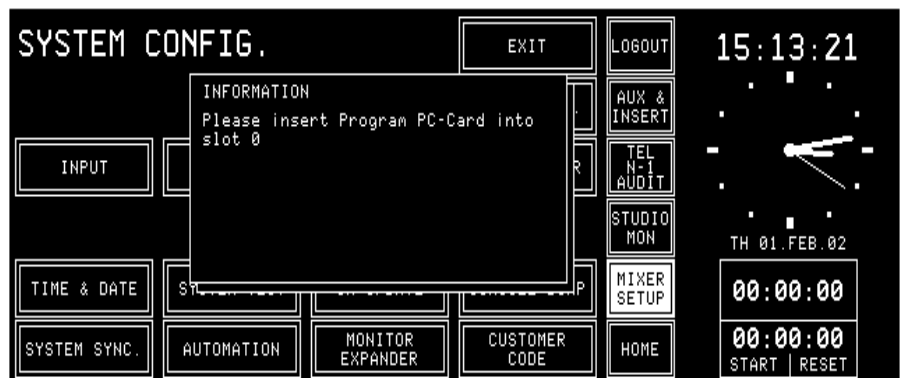 SYSTEM CONFIG.
EXIT
LOGOUT
15:13:21
INFORMATION
Please insert Program PC-Card into
slot 0
AUX &
INSERT
INPUT
TEL
N-1
AUDIT
STUDIO
MON
TH 01.FEB.02
TIME & DATE
MIXER
SETUP
00:00:00
SYSTEM SYNC.
AUTOMATION
MONITOR
EXPANDER
CUSTOMER
CODE
HOME
00:00:00
START | RESET